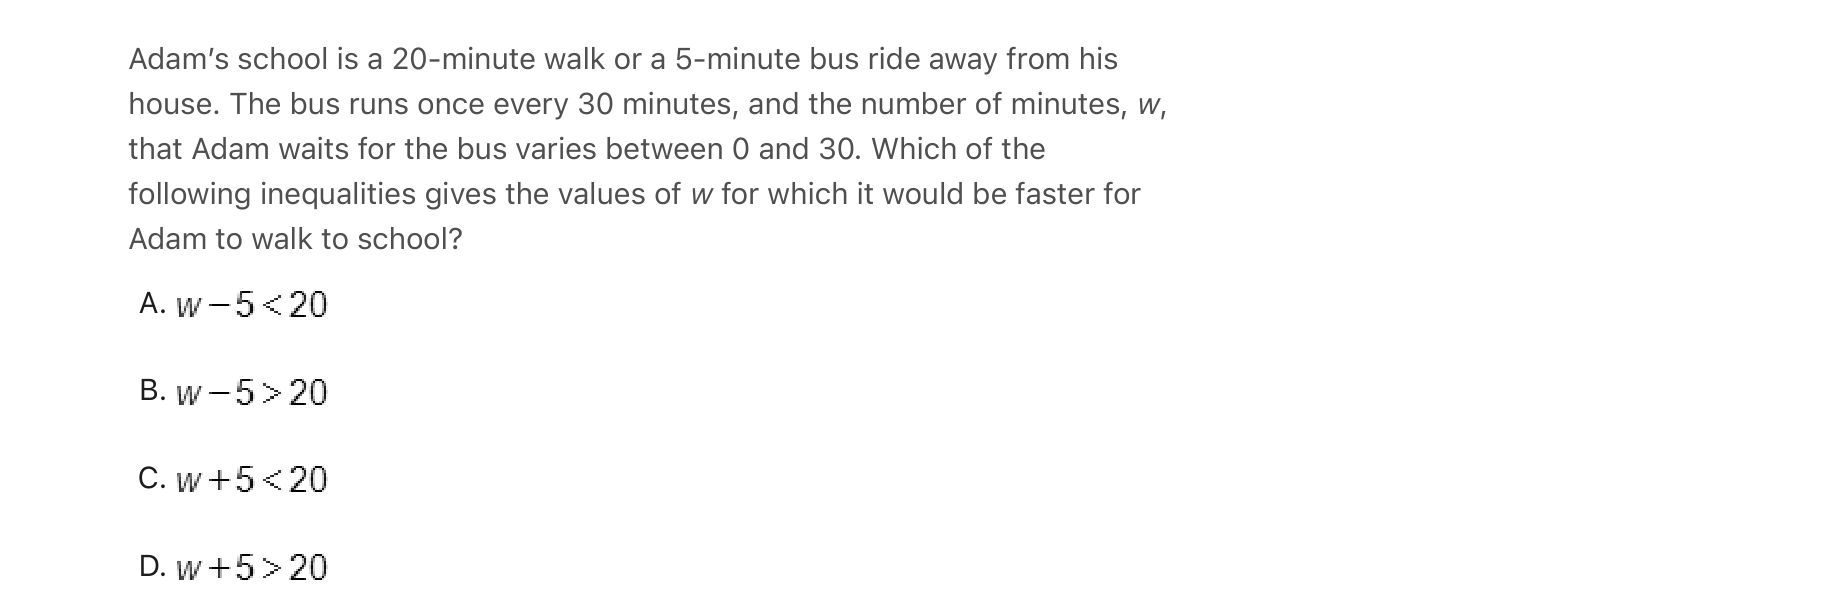 Adam’s school is a 20-minute walk or a 5-minute bus ride away from his
house. The bus runs once every 30 minutes, and the number of minutes, w,
that Adam waits for the bus varies between 0 and 30. Which of the
following inequalities gives the values of w for which it would be faster for
Adam to walk to school?
A. w−5<20
B. w−5>20
C. w+5<20
D. w+5>20